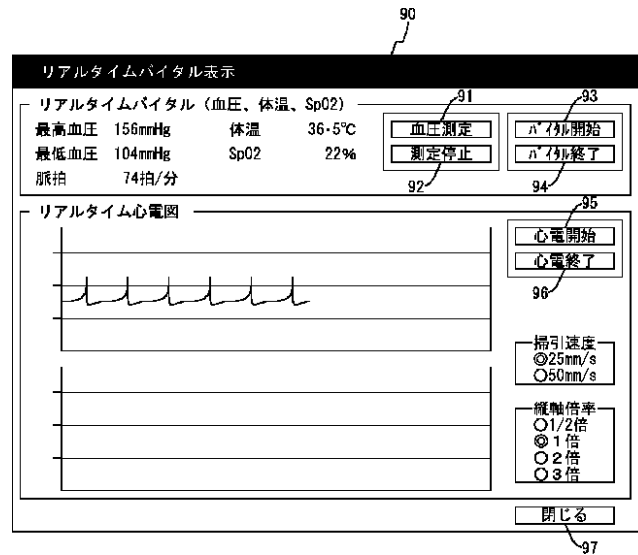 90
リアルタイムバイタル表示
リアルタイムバイタル（血圧、体温、SpO2）
91
93
最高血圧 156mmHg 体温 36・5℃ 血圧測定 バイタル開始
最低血圧 104mmHg SpO2 22% 測定停止 バイタル終了
脈拍 74拍/分
92
94
リアルタイム心電図
95
心電開始
心電終了
96
掃引速度
◎25mm/s
○50mm/s
縦軸倍率
○1/2倍
◎1倍
○2倍
○3倍
閉じる
97